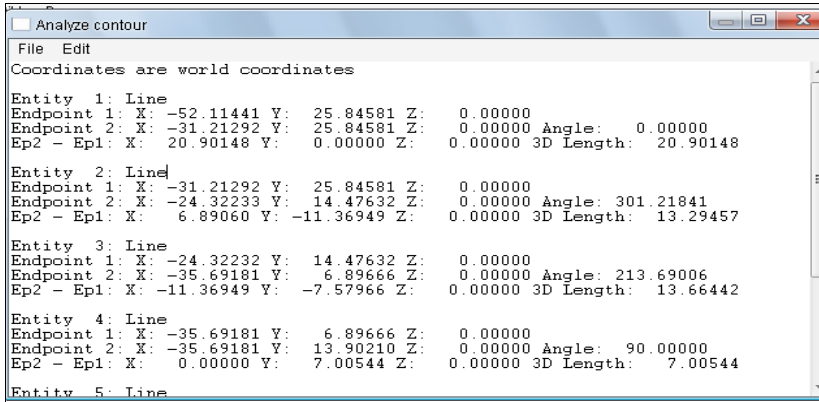 Analyze contour
File Edit
Coordinates are world coordinates
Entity 1: Line
Endpoint 1: X: -52.11441 Y: 25.84581 Z: 0.00000
Endpoint 2: X: -31.21292 Y: 25.84581 Z: 0.00000 Angle: 0.00000
Ep2 - Ep1: X: 20.90148 Y: 0.00000 Z: 0.00000 3D Length: 20.90148
Entity 2: Line
Endpoint 1: X: -31.21292 Y: 25.84581 Z: 0.00000
Endpoint 2: X: -24.32233 Y: 14.47632 Z: 0.00000 Angle: 301.21841
Ep2 - Ep1: X: 6.89060 Y: -11.36949 Z: 0.00000 3D Length: 13.29457
Entity 3: Line
Endpoint 1: X: -24.32232 Y: 14.47632 Z: 0.00000
Endpoint 2: X: -35.69181 Y: 6.89666 Z: 0.00000 Angle: 213.69006
Ep2 - Ep1: X: -11.36949 Y: -7.57966 Z: 0.00000 3D Length: 13.66442
Entity 4: Line
Endpoint 1: X: -35.69181 Y: 6.89666 Z: 0.00000
Endpoint 2: X: -35.69181 Y: 13.90210 Z: 0.00000 Angle: 90.00000
Ep2 - Ep1: X: 0.00000 Y: 7.00544 Z: 0.00000 3D Length: 7.00544
Entity 5: Line